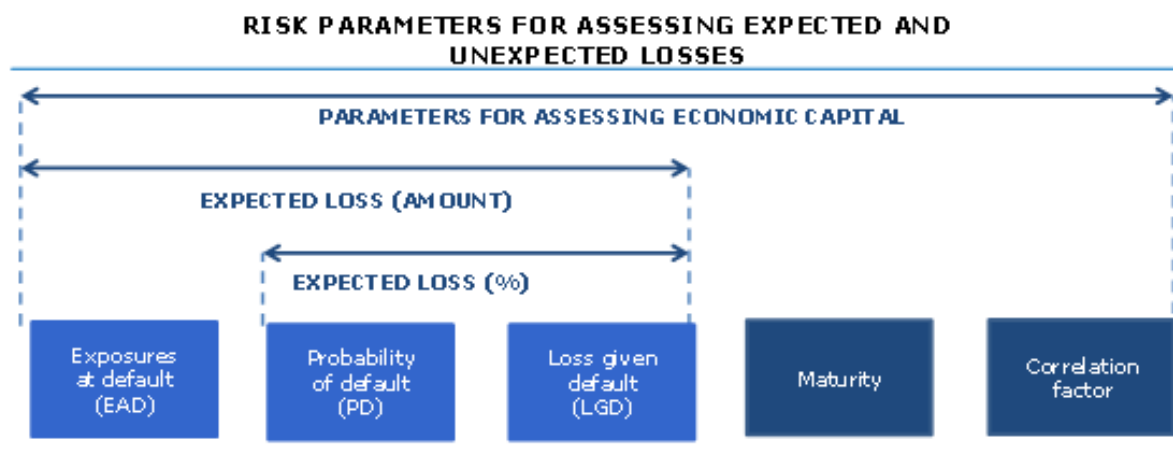 RISK PARAMETERS FOR ASSESSING EXPECTED AND
UNEXPECTED LOSSES
PARAMETERS FOR ASSESSING ECONOMIC CAPITAL
EXPECTED LOSS (AMOUNT)
EXPECTED LOSS (%)
Exposures
at default
(EAD)
Probability
of default
(PD)
Loss given
default
(LGD)
Maturity
Correlation
factor